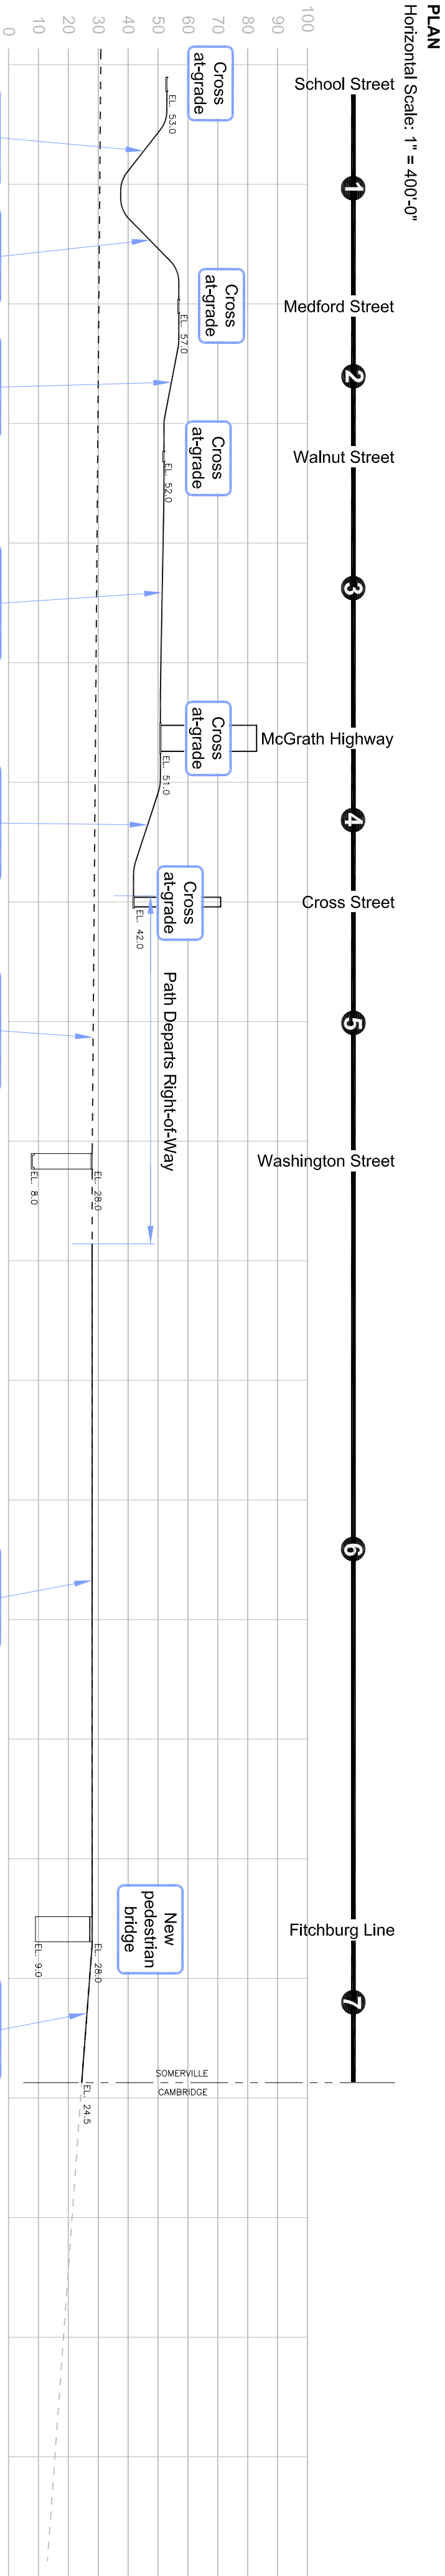 PLAN
Horizontal Scale: 1" = 400'-0"
School Street
1
Medford Street
2
Walnut Street
3
McGrath Highway
4
Cross Street
5
Washington Street
6
Fitchburg Line
7
100
90
80
70
60
50
40
30
20
10
0
Cross
at-grade
EL. 53.0
Cross
at-grade
EL. 57.0
Cross
at-grade
EL. 52.0
Cross
at-grade
EL. 51.0
Cross
at-grade
EL. 42.0
Path Departs Right-of-Way
EL. 28.0
EL. 8.0
New
pedestrian
bridge
EL. 28.0
EL. 9.0
SOMERVILLE
CAMBRIDGE
EL. 24.5